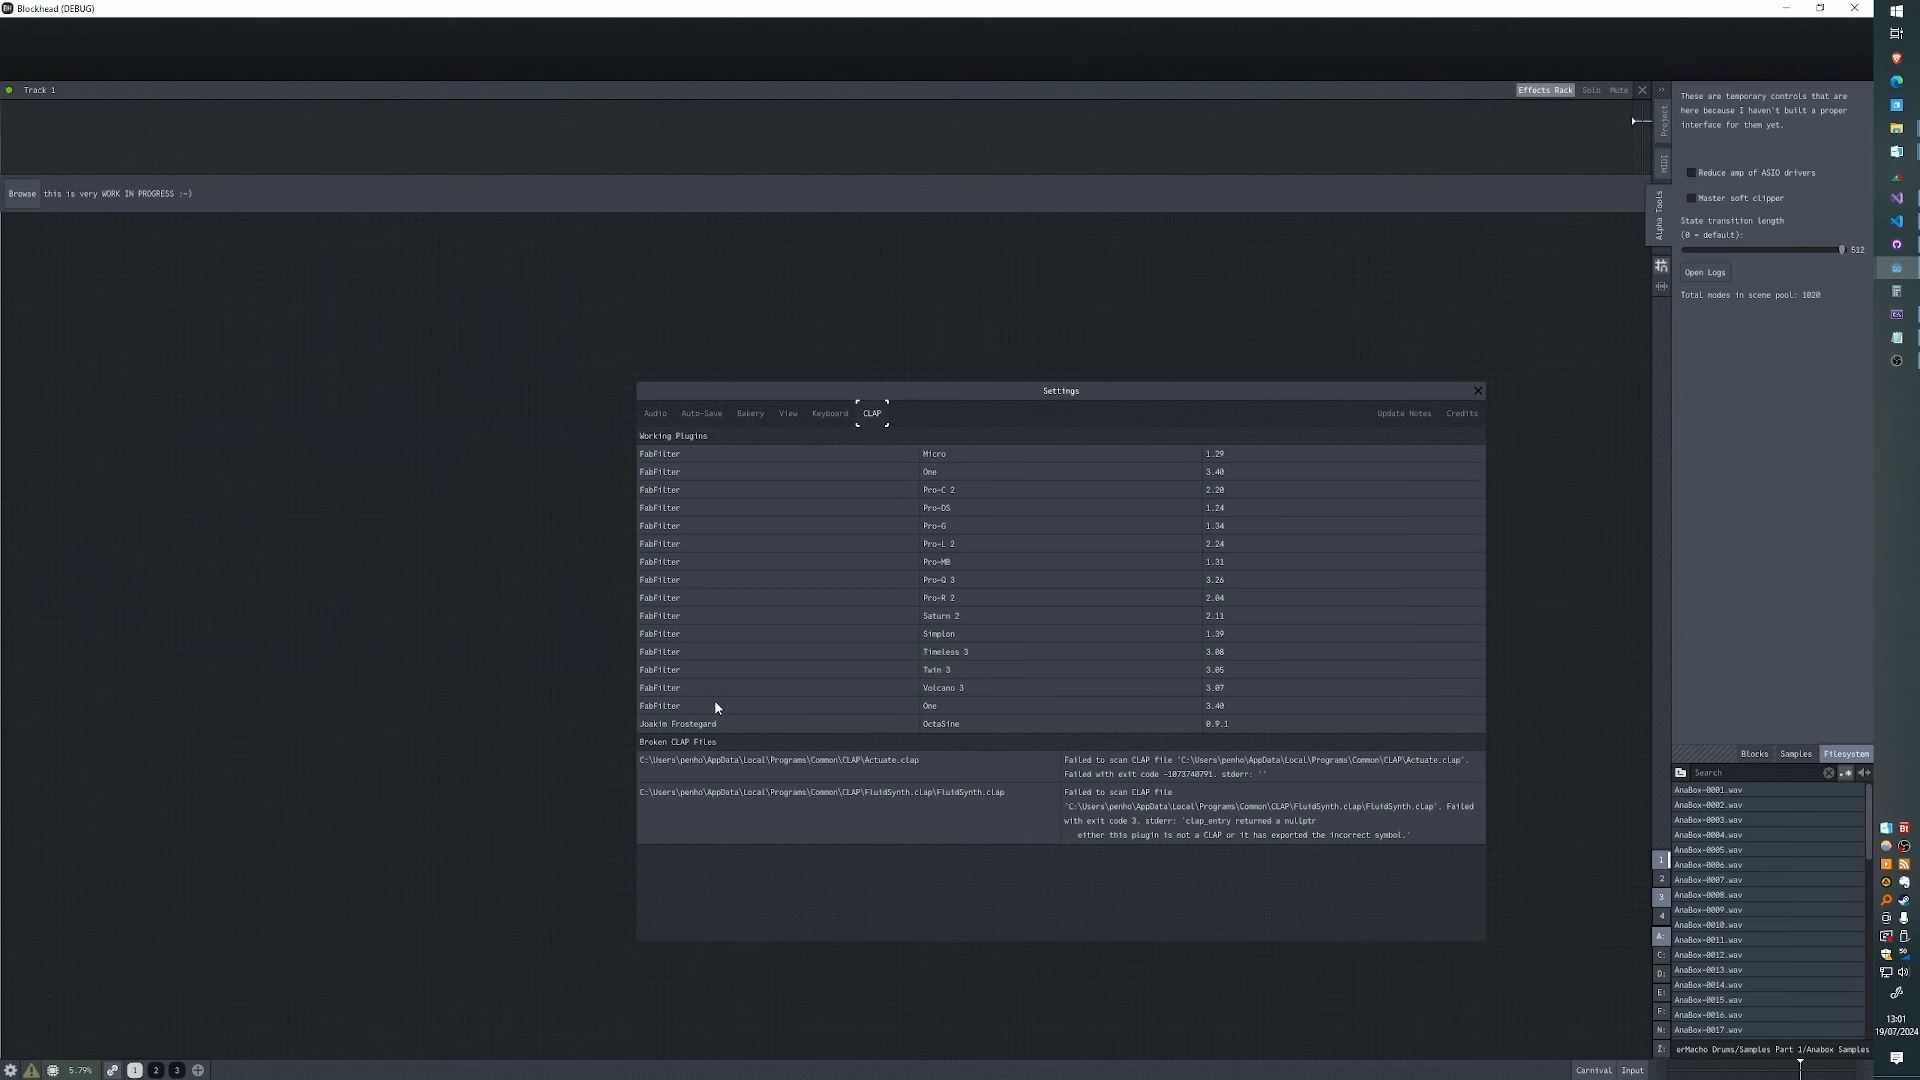 Blockhead (DEBUG)
Track 1
Effects Rack Solo Mute
Browse this is very WORK IN PROGRESS :-)
Project
MIDI
Alpha Tools
These are temporary controls that are
here because I haven't built a proper
interface for them yet.
Reduce amp of ASIO drivers
Master soft clipper
State transition length
(0 = default):
512
Open Logs
Total nodes in scene pool: 1020
Settings
Audio Auto-Save Bakery View Keyboard CLAP Update Notes Credits
Working Plugins
FabFilter Micro 1.29
FabFilter One 3.40
FabFilter Pro-C 2 2.20
FabFilter Pro-DS 1.24
FabFilter Pro-G 1.34
FabFilter Pro-L 2 2.24
FabFilter Pro-MB 1.31
FabFilter Pro-Q 3 3.26
FabFilter Pro-R 2 2.04
FabFilter Saturn 2 2.11
FabFilter Simplon 1.39
FabFilter Timeless 3 3.08
FabFilter Twin 3 3.05
FabFilter Volcano 3 3.07
FabFilter One 3.40
Joakim Frostegard OctaSine 0.9.1
Broken CLAP Files
C:\Users\penho\AppData\Local\Programs\Common\CLAP\Actuate.clap
Failed to scan CLAP file 'C:\Users\penho\AppData\Local\Programs\Common\CLAP\Actuate.clap'.
Failed with exit code -1073740791. stderr: ''
C:\Users\penho\AppData\Local\Programs\Common\CLAP\FluidSynth.clap\FluidSynth.clap
Failed to scan CLAP file
'C:\Users\penho\AppData\Local\Programs\Common\CLAP\FluidSynth.clap\FluidSynth.clap'. Failed
with exit code 3. stderr: 'clap_entry returned a nullptr
either this plugin is not a CLAP or it has exported the incorrect symbol.'
Blocks Samples Filesystem
Search
AnaBox-0001.wav
AnaBox-0002.wav
AnaBox-0003.wav
AnaBox-0004.wav
AnaBox-0005.wav
AnaBox-0006.wav
AnaBox-0007.wav
AnaBox-0008.wav
AnaBox-0009.wav
AnaBox-0010.wav
AnaBox-0011.wav
AnaBox-0012.wav
AnaBox-0013.wav
AnaBox-0014.wav
AnaBox-0015.wav
AnaBox-0016.wav
AnaBox-0017.wav
1
2
3
4
A:
C:
D:
E:
F:
N:
Z:
erMacho Drums/Samples Part 1/Anabox Samples
5.79% 1 2 3
Carnival Input
13:01
19/07/2024